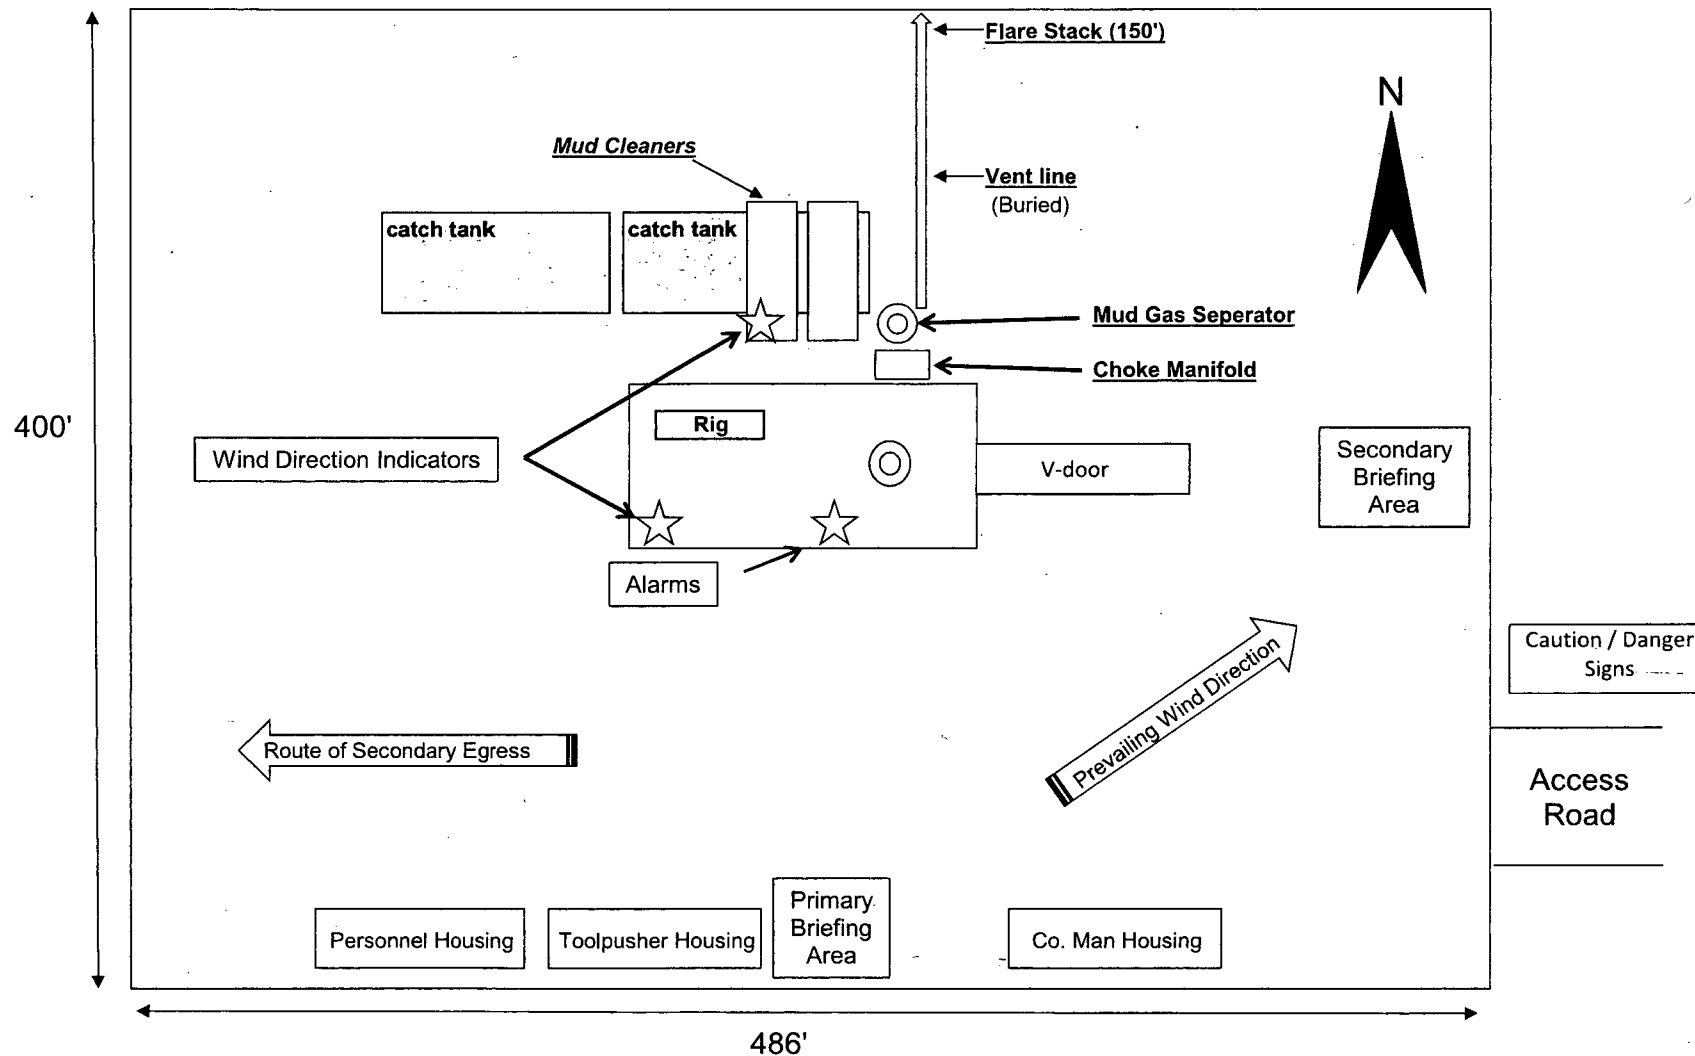 Flare Stack (150')
N
Mud Cleaners
Vent line
(Buried)
catch tank
catch tank
Mud Gas Seperator
Choke Manifold
400'
Rig
Wind Direction Indicators
V-door
Secondary
Briefing
Area
Alarms
Caution / Danger
Signs
Prevailing Wind Direction
Route of Secondary Egress
Access
Road
Primary
Briefing
Area
Personnel Housing
Toolpusher Housing
Co. Man Housing
486'